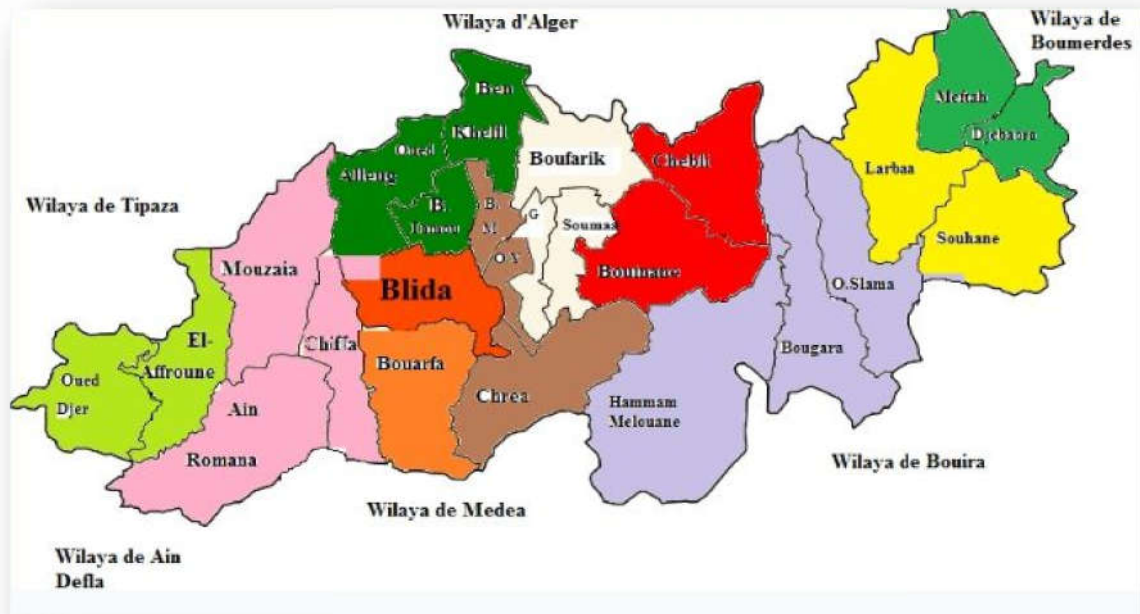 Wilaya d'Alger
Wilaya de
Boumerdes
Ben
Khelil
Meftah
Oued
Alleug
Boufarik
Chebli
Larbaa
Wilaya de Tipaza
B.
B.
M
G
Soumaa
Souhane
Mouzaia
O Y
Blida
O.Slama
El-
Affroune
Chiffa
Bouarfa
Bougara
Oued
Djer
Ain
Romana
Chrea
Hammam
Melouane
Wilaya de Bouira
Wilaya de Medea
Wilaya de Ain
Defla